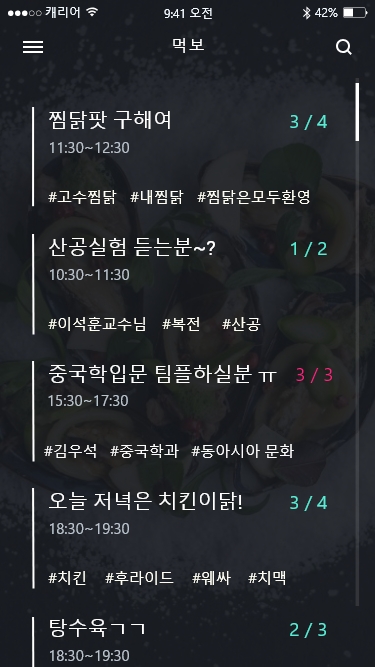 캐리어 9:41 오전 42%
먹보
찜닭팟 구해여 3 / 4
11:30~12:30
#고수찜닭 #내찜닭 #찜닭은모두환영
산공실험 듣는분~? 1 / 2
10:30~11:30
#이석훈교수님 #복전 #산공
중국학입문 팀플하실분 ㅠ 3 / 3
15:30~17:30
#김우석 #중국학과 #동아시아 문화
오늘 저녁은 치킨이닭! 3 / 4
18:30~19:30
#치킨 #후라이드 #웨싸 #치맥
탕수육ㄱㄱ 2 / 3
18:30~19:30